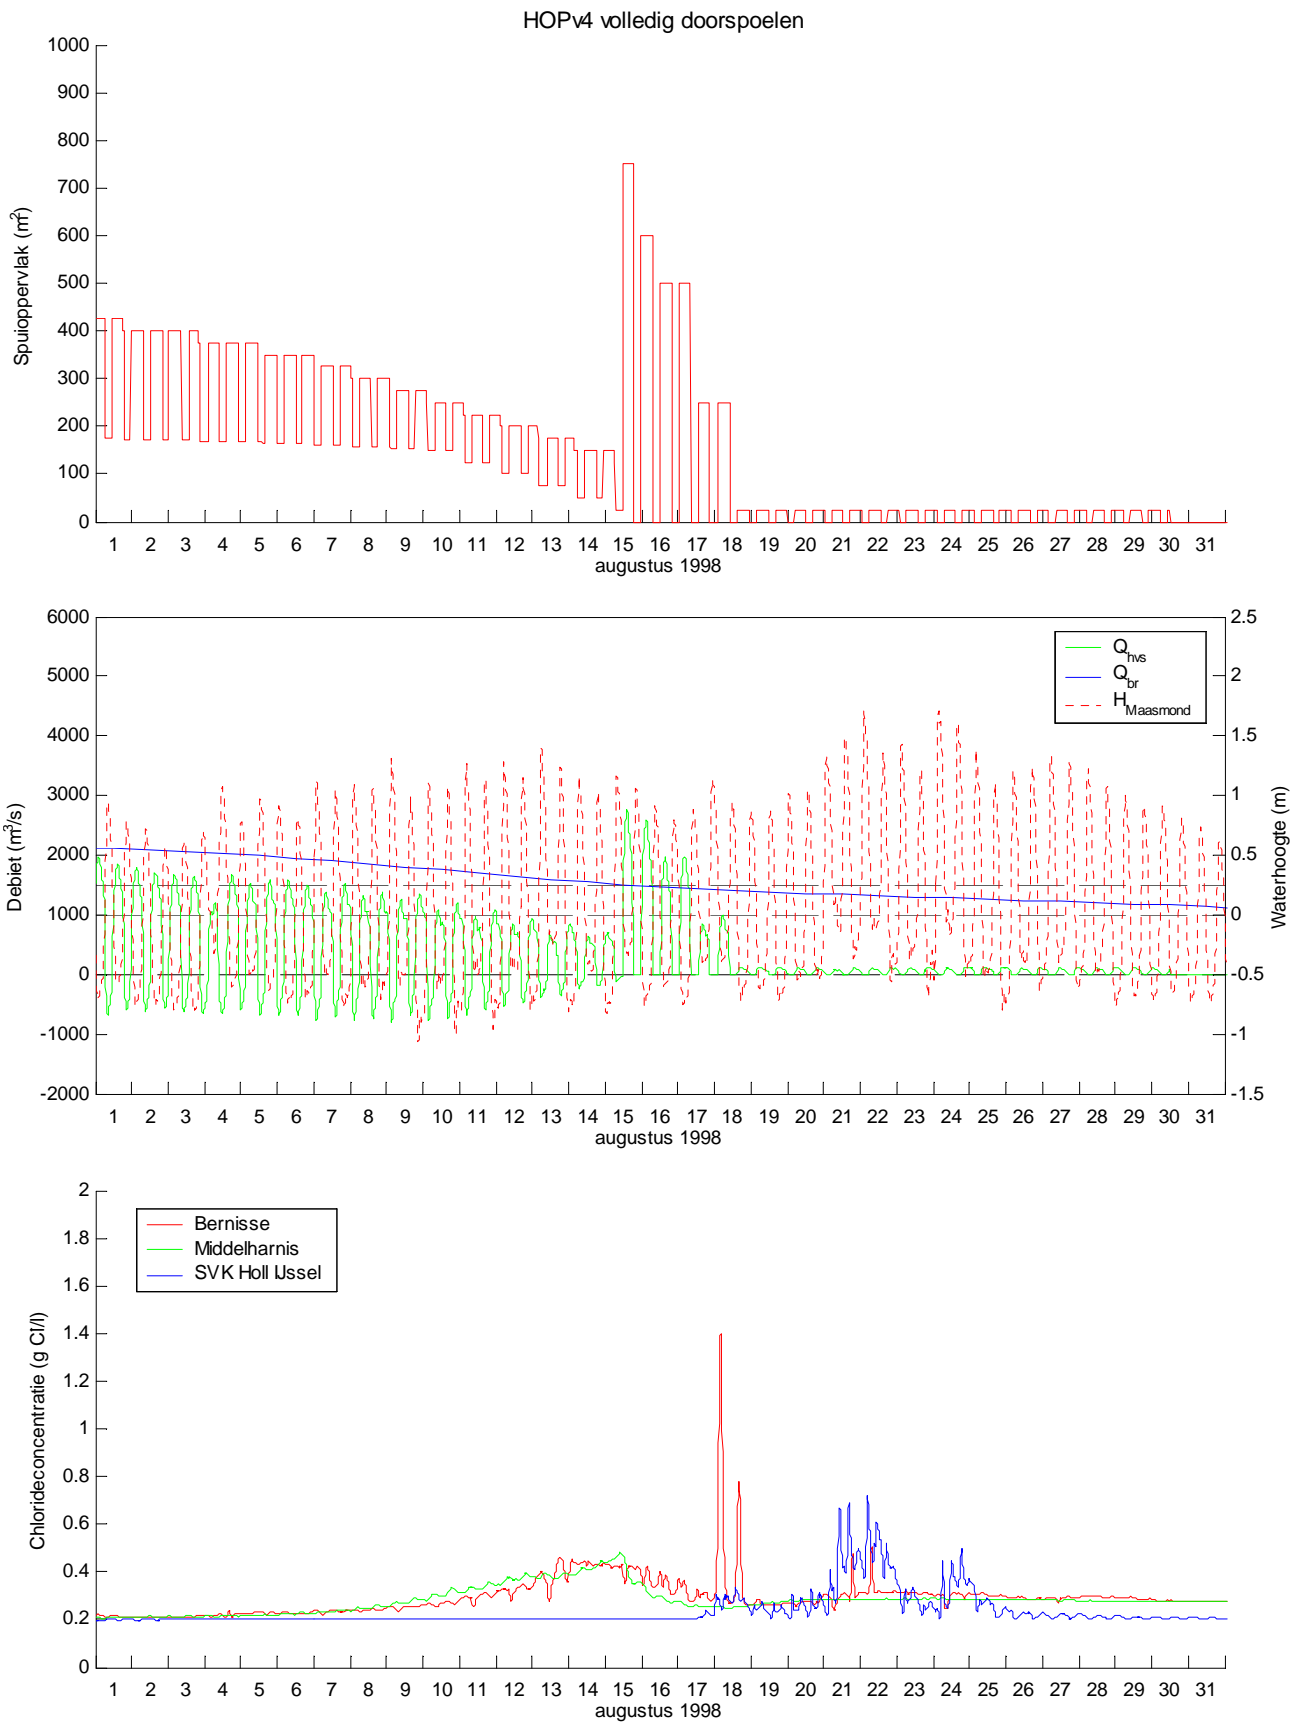 HOPv4 volledig doorspoelen
1000
900
800
700
600
500
400
300
200
100
0
Spuioppervlak (m²)
1 2 3 4 5 6 7 8 9 10 11 12 13 14 15 16 17 18 19 20 21 22 23 24 25 26 27 28 29 30 31
augustus 1998
6000
5000
4000
3000
2000
1000
0
-1000
-2000
Debiet (m³/s)
2.5
2
1.5
1
0.5
0
-0.5
-1
-1.5
Waterhoogte (m)
Q hvs
Q br
H Maasmond
1 2 3 4 5 6 7 8 9 10 11 12 13 14 15 16 17 18 19 20 21 22 23 24 25 26 27 28 29 30 31
augustus 1998
2
1.8
1.6
1.4
1.2
1
0.8
0.6
0.4
0.2
0
Chlorideconcentratie (g Cl/l)
Bernisse
Middelharnis
SVK Holl IJssel
1 2 3 4 5 6 7 8 9 10 11 12 13 14 15 16 17 18 19 20 21 22 23 24 25 26 27 28 29 30 31
augustus 1998